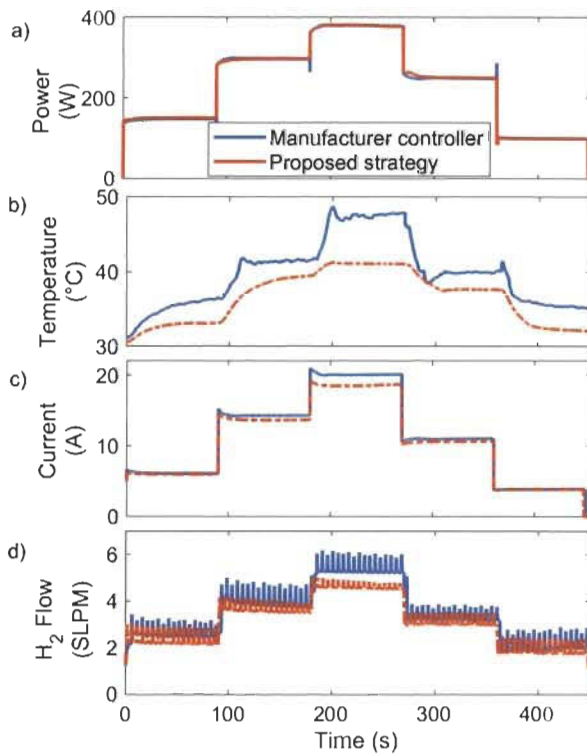 a)
Power
(W)
400
200
0
Manufacturer controller
Proposed strategy
b)
Temperature
(°C)
50
40
30
c)
Current
(A)
20
10
0
d)
H2 Flow
(SLPM)
6
4
2
0
0 100 200 300 400
Time (s)